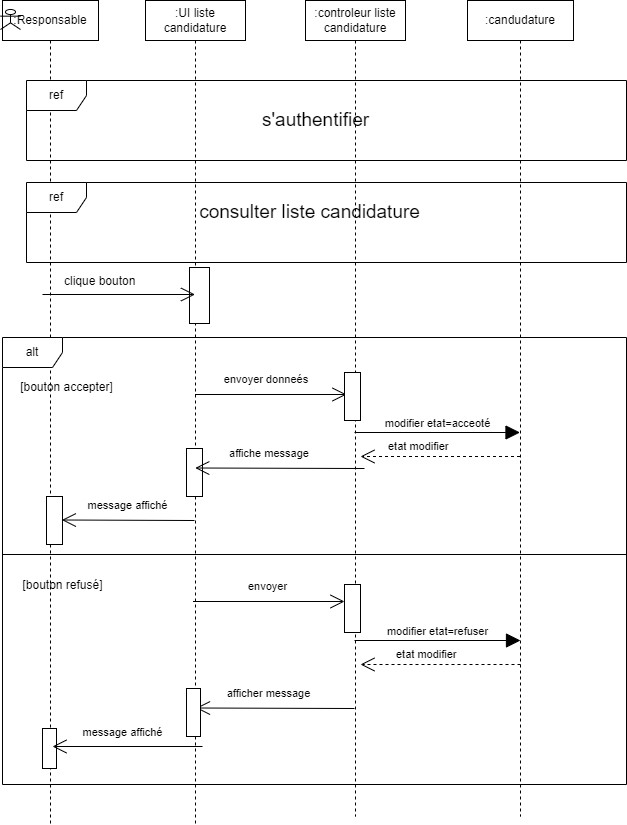 :Responsable
:UI liste
candidature
:controleur liste
candidature
:candudature
ref
s'authentifier
ref
consulter liste candidature
clique bouton
alt
[bouton accepter]
envoyer donneés
modifier etat=acceoté
etat modifier
affiche message
message affiché
[bouton refusé]
envoyer
modifier etat=refuser
etat modifier
afficher message
message affiché